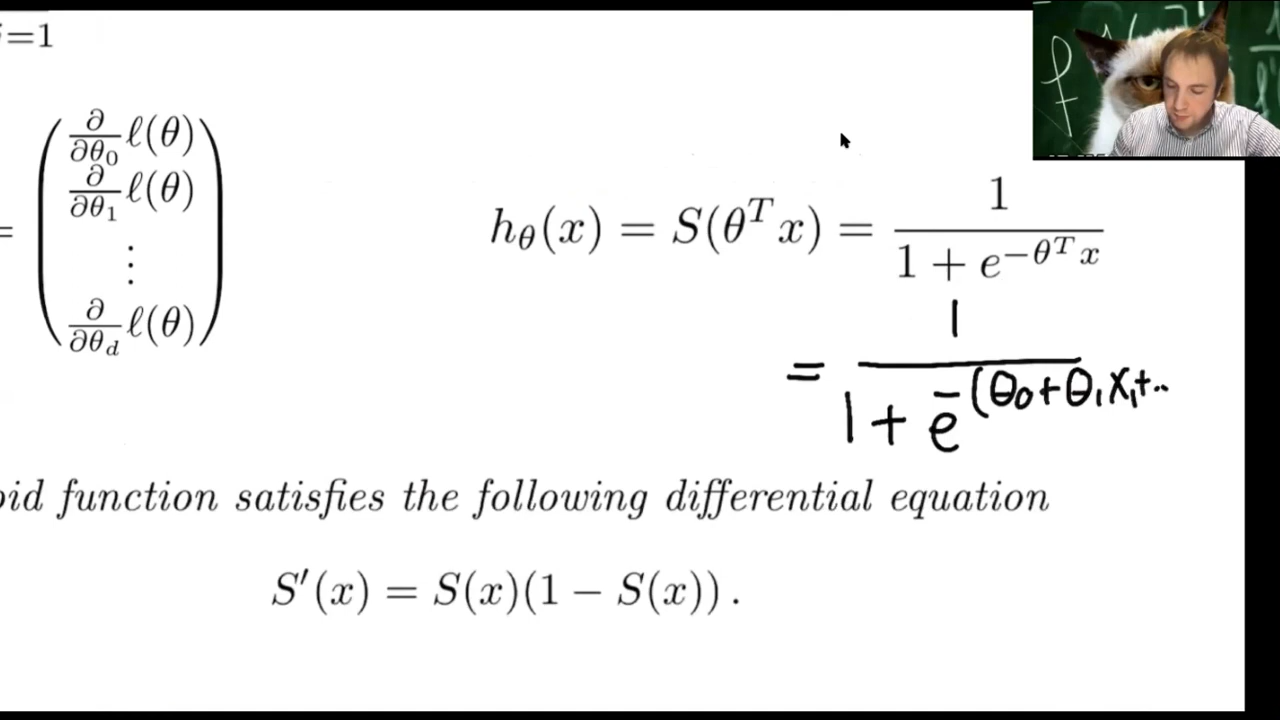 i=1
= ( ∂/∂θ₀ ℓ(θ)
∂/∂θ₁ ℓ(θ)
⋮
∂/∂θ_d ℓ(θ) )
h_θ(x) = S(θ^T x) = 1 / (1 + e^{-θ^T x})
= 1 / (1 + e^{-(θ₀+θ₁x₁+..})
oid function satisfies the following differential equation
S′(x) = S(x)(1 − S(x)) .